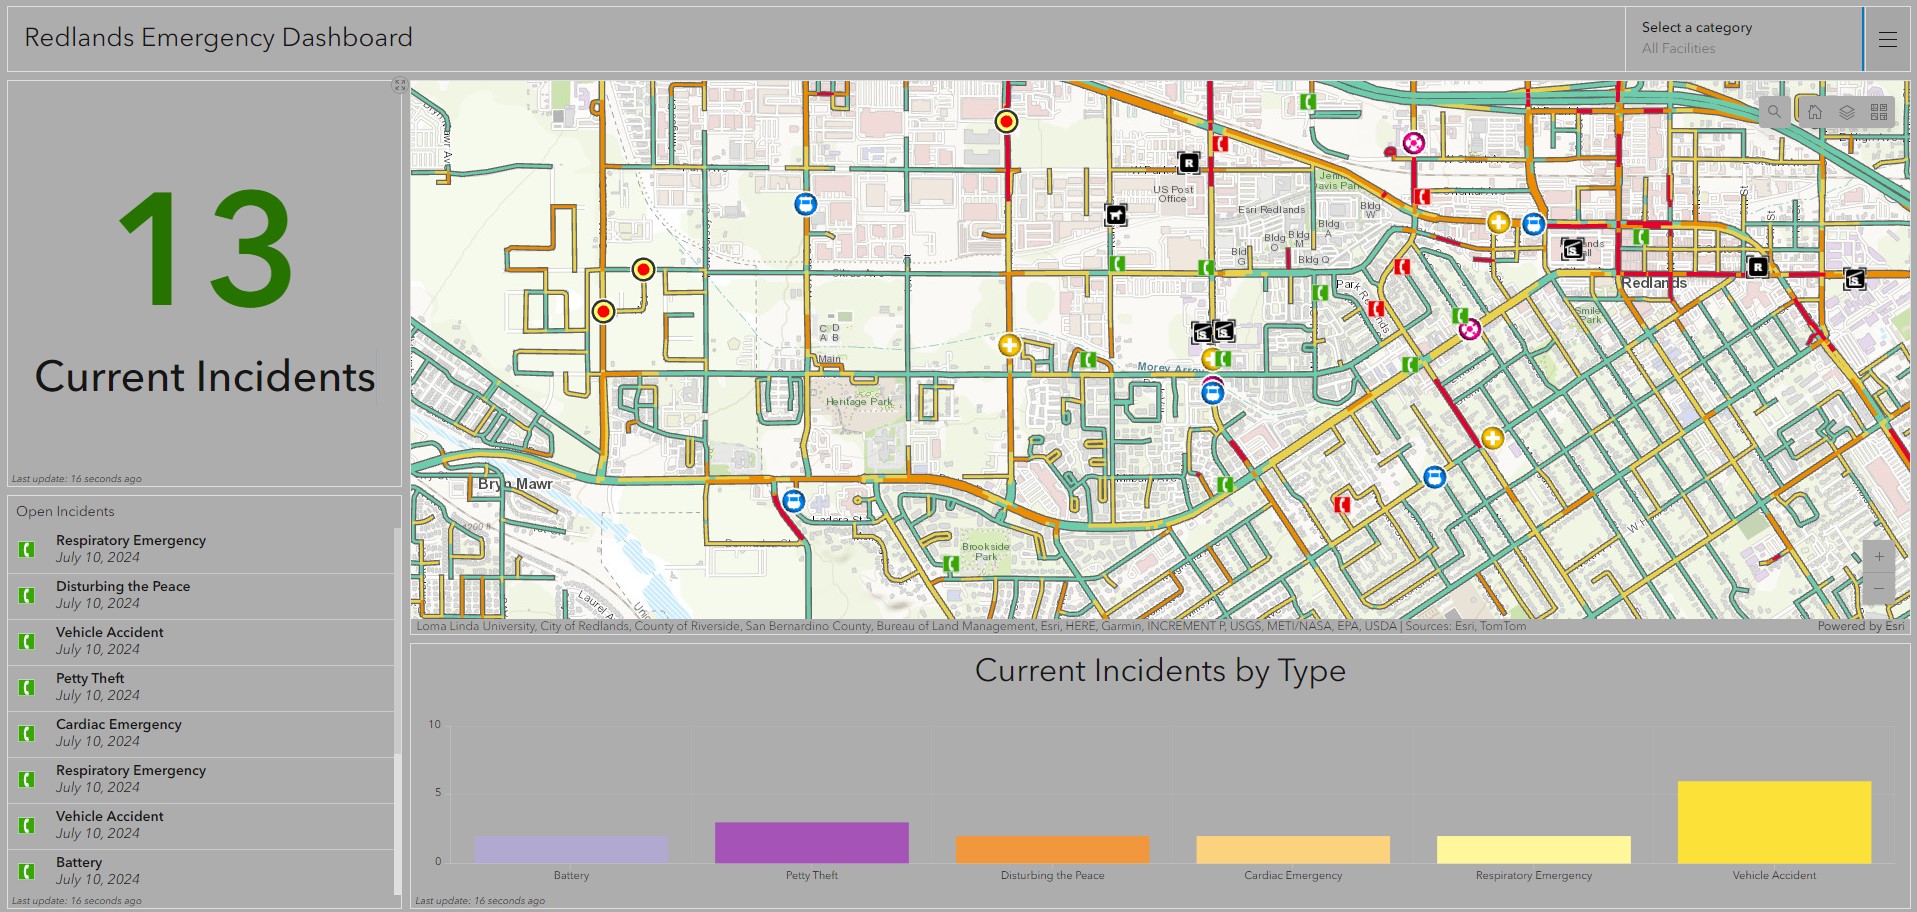 Redlands Emergency Dashboard
Select a category
All Facilities
13
Current Incidents
Last update: 16 seconds ago
Open Incidents
Respiratory Emergency
July 10, 2024
Disturbing the Peace
July 10, 2024
Vehicle Accident
July 10, 2024
Petty Theft
July 10, 2024
Cardiac Emergency
July 10, 2024
Respiratory Emergency
July 10, 2024
Vehicle Accident
July 10, 2024
Battery
July 10, 2024
Last update: 16 seconds ago
US Post
Office
Esri Redlands
Bldg
W
Bldg
A
Bldg
M
Bldg
O
Bldg Q
Davis Park
R
R
Redlands
Smile
Park
Park
C D
A B
Main
Heritage Park
Morey Arroyo
Bryn Mawr
Brookside
Park
Loma Linda University, City of Redlands, County of Riverside, San Bernardino County, Bureau of Land Management, Esri, HERE, Garmin, INCREMENT P, USGS, METI/NASA, EPA, USDA | Sources: Esri, TomTom
Powered by Esri
+
−
Current Incidents by Type
10
5
0
Battery
Petty Theft
Disturbing the Peace
Cardiac Emergency
Respiratory Emergency
Vehicle Accident
Last update: 16 seconds ago